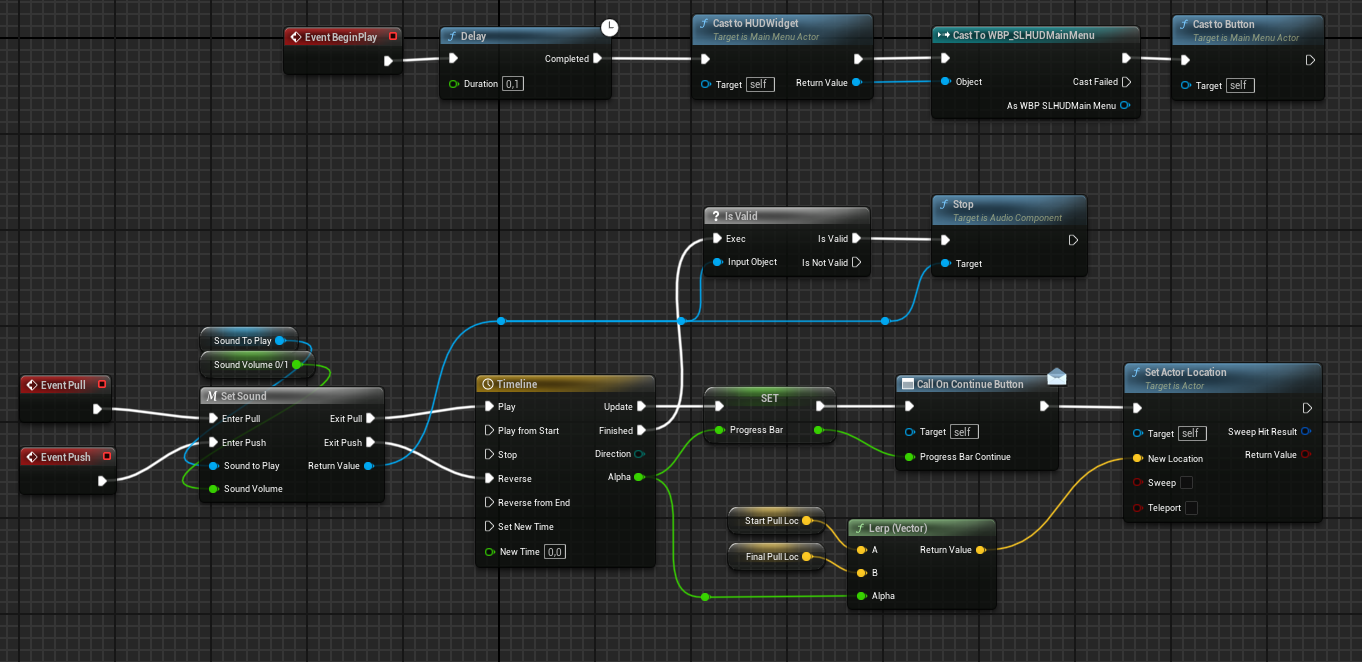 Event BeginPlay
Delay
Completed
Duration 0,1
Cast to HUDWidget
Target is Main Menu Actor
Target self Return Value
Cast To WBP_SLHUDMainMenu
Object
Cast Failed
As WBP SLHUDMain Menu
Cast to Button
Target is Main Menu Actor
Target self
? Is Valid
Exec Is Valid
Input Object Is Not Valid
Stop
Target is Audio Component
Target
Sound To Play
Sound Volume 0/1
Event Pull
Event Push
Set Sound
Enter Pull Exit Pull
Enter Push Exit Push
Sound to Play Return Value
Sound Volume
Timeline
Play Update
Play from Start Finished
Stop Direction
Reverse Alpha
Reverse from End
Set New Time
New Time 0,0
SET
Progress Bar
Call On Continue Button
Target self
Progress Bar Continue
Start Pull Loc
Final Pull Loc
Lerp (Vector)
A Return Value
B
Alpha
Set Actor Location
Target is Actor
Target self Sweep Hit Result
New Location Return Value
Sweep
Teleport